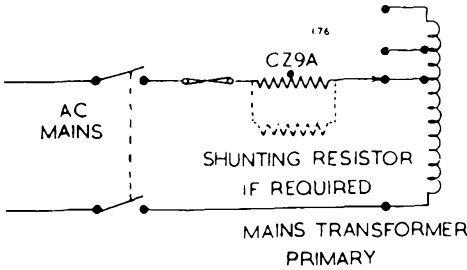 176
CZ9A
AC
MAINS
SHUNTING RESISTOR
IF REQUIRED
MAINS TRANSFORMER
PRIMARY